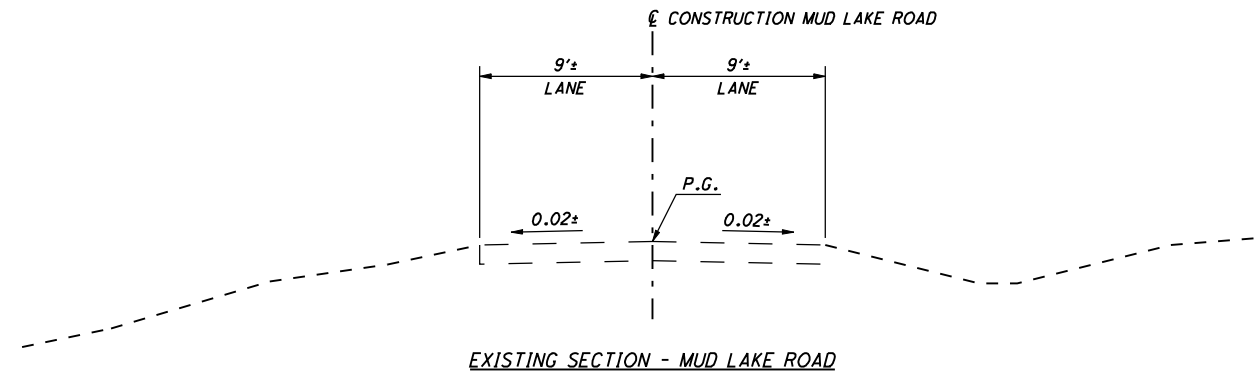 ℄ CONSTRUCTION MUD LAKE ROAD
9'± 9'±
LANE LANE
P.G.
0.02± 0.02±
EXISTING SECTION - MUD LAKE ROAD